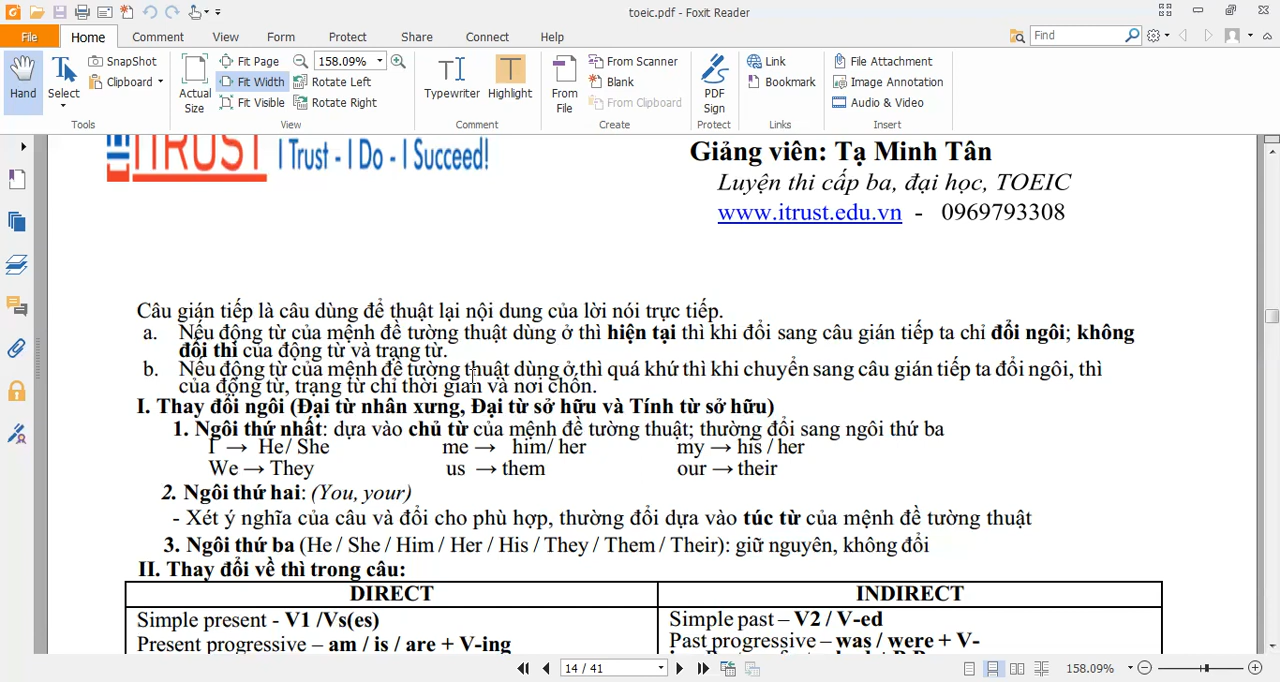 toeic.pdf - Foxit Reader
File Home Comment View Form Protect Share Connect Help Find
Hand Select SnapShot Clipboard Actual Size Fit Page Fit Width Fit Visible 158.09% Rotate Left Rotate Right Typewriter Highlight From File From Scanner Blank From Clipboard PDF Sign Link Bookmark File Attachment Image Annotation Audio & Video
Tools View Comment Create Protect Links Insert
ITRUST I Trust - I Do - I Succeed! Giảng viên: Tạ Minh Tân
Luyện thi cấp ba, đại học, TOEIC
www.itrust.edu.vn - 0969793308
Câu gián tiếp là câu dùng để thuật lại nội dung của lời nói trực tiếp.
a. Nếu động từ của mệnh đề tường thuật dùng ở thì hiện tại thì khi đổi sang câu gián tiếp ta chỉ đổi ngôi; không
đổi thì của động từ và trạng từ.
b. Nếu động từ của mệnh đề tường thuật dùng ở thì quá khứ thì khi chuyển sang câu gián tiếp ta đổi ngôi, thì
của động từ, trạng từ chỉ thời gian và nơi chốn.
I. Thay đổi ngôi (Đại từ nhân xưng, Đại từ sở hữu và Tính từ sở hữu)
1. Ngôi thứ nhất: dựa vào chủ từ của mệnh đề tường thuật; thường đổi sang ngôi thứ ba
I → He/ She me → him/ her my → his / her
We → They us → them our → their
2. Ngôi thứ hai: (You, your)
- Xét ý nghĩa của câu và đổi cho phù hợp, thường đổi dựa vào túc từ của mệnh đề tường thuật
3. Ngôi thứ ba (He / She / Him / Her / His / They / Them / Their): giữ nguyên, không đổi
II. Thay đổi về thì trong câu:
DIRECT INDIRECT
Simple present - V1 /Vs(es) Simple past – V2 / V-ed
Present progressive – am / is / are + V-ing Past progressive – was / were + V-
14 / 41 158.09%